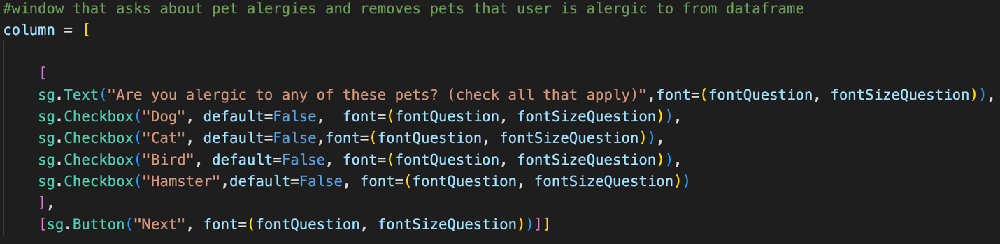 #window that asks about pet alergies and removes pets that user is alergic to from dataframe
column = [
[
sg.Text("Are you alergic to any of these pets? (check all that apply)",font=(fontQuestion, fontSizeQuestion)),
sg.Checkbox("Dog", default=False,  font=(fontQuestion, fontSizeQuestion)),
sg.Checkbox("Cat", default=False,font=(fontQuestion, fontSizeQuestion)),
sg.Checkbox("Bird", default=False, font=(fontQuestion, fontSizeQuestion)),
sg.Checkbox("Hamster",default=False, font=(fontQuestion, fontSizeQuestion))
],
[sg.Button("Next", font=(fontQuestion, fontSizeQuestion))]]